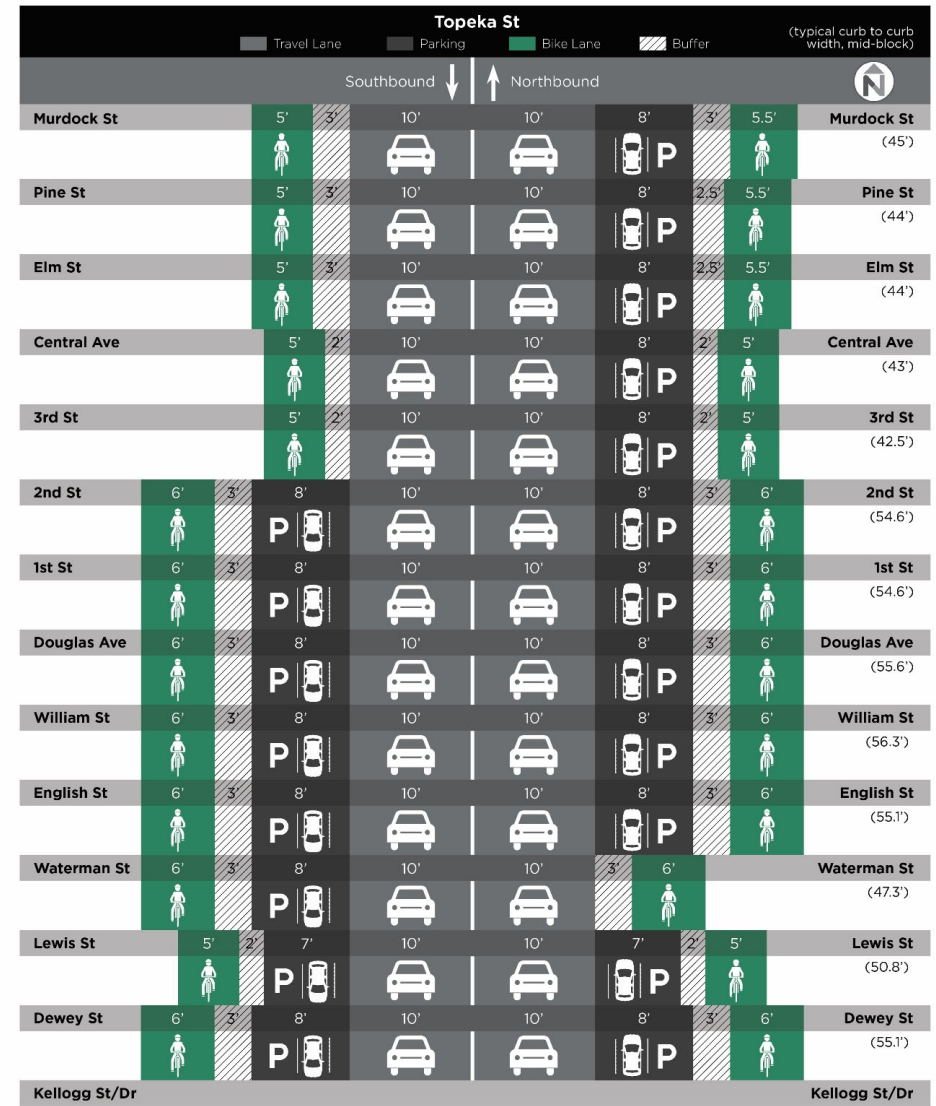 Topeka St
Travel Lane Parking Bike Lane Buffer
(typical curb to curb
width, mid-block)
Southbound Northbound N
Murdock St 5' 3' 10' 10' 8' 3' 5.5' Murdock St
(45')
P
Pine St 5' 3' 10' 10' 8' 2.5' 5.5' Pine St
(44')
P
Elm St 5' 3' 10' 10' 8' 2.5' 5.5' Elm St
(44')
P
Central Ave 5' 2' 10' 10' 8' 2' 5' Central Ave
(43')
P
3rd St 5' 2' 10' 10' 8' 2' 5' 3rd St
(42.5')
P
2nd St 6' 3' 8' 10' 10' 8' 3' 6' 2nd St
(54.6')
P P
1st St 6' 3' 8' 10' 10' 8' 3' 6' 1st St
(54.6')
P P
Douglas Ave 6' 3' 8' 10' 10' 8' 3' 6' Douglas Ave
(55.6')
P P
William St 6' 3' 8' 10' 10' 8' 3' 6' William St
(56.3')
P P
English St 6' 3' 8' 10' 10' 8' 3' 6' English St
(55.1')
P P
Waterman St 6' 3' 8' 10' 10' 3' 6' Waterman St
(47.3')
P
Lewis St 5' 2' 7' 10' 10' 7' 2' 5' Lewis St
(50.8')
P P
Dewey St 6' 3' 8' 10' 10' 8' 3' 6' Dewey St
(55.1')
P P
Kellogg St/Dr Kellogg St/Dr